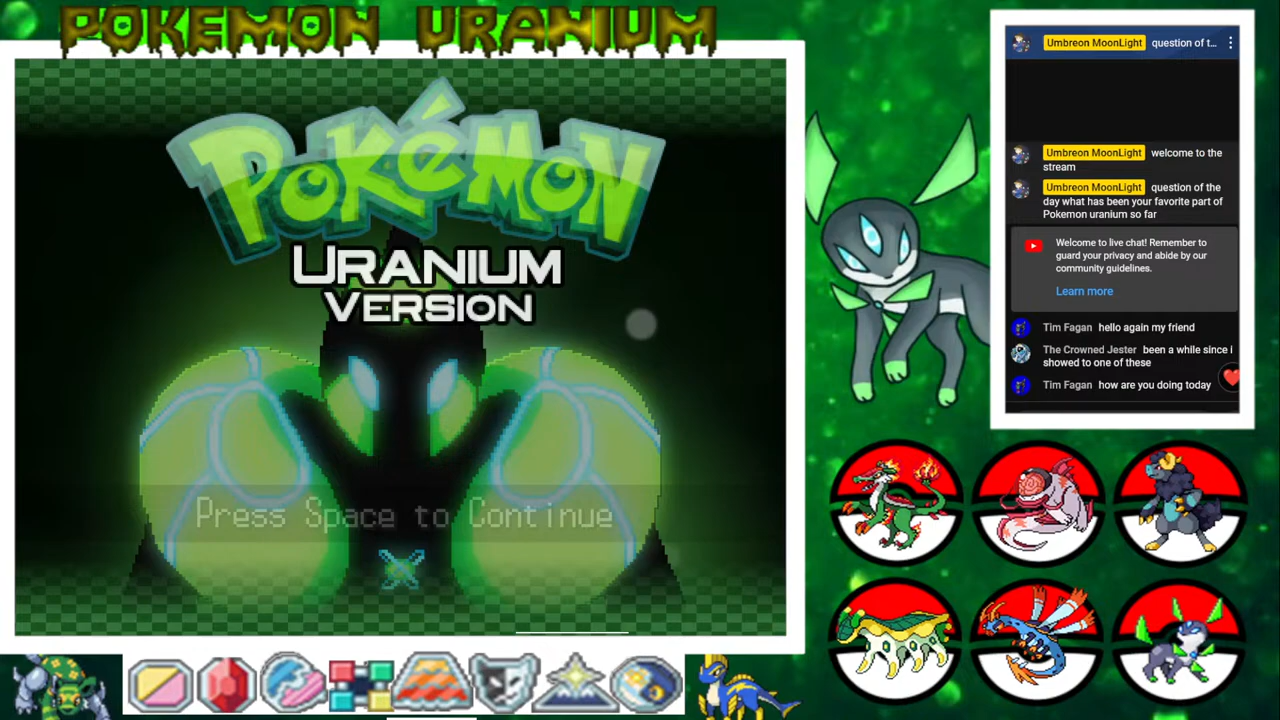 POKEMON URANIUM
POKéMON
URANIUM
VERSION
Press Space to Continue
Umbreon MoonLight question of t...
Umbreon MoonLight welcome to the
stream
Umbreon MoonLight question of the
day what has been your favorite part of
Pokemon uranium so far
Welcome to live chat! Remember to
guard your privacy and abide by our
community guidelines.
Learn more
Tim Fagan hello again my friend
The Crowned Jester been a while since I
showed to one of these
Tim Fagan how are you doing today